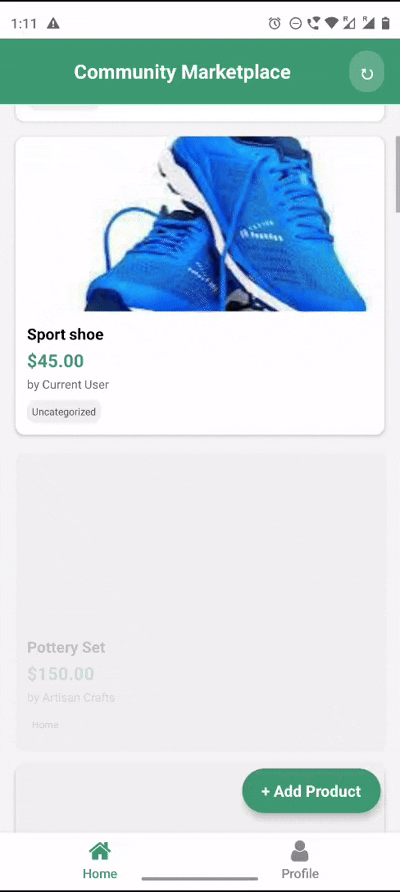 1:11
R
R
Community Marketplace
↻
Sport shoe
$45.00
by Current User
Uncategorized
Pottery Set
$150.00
by Artisan Crafts
Home
+ Add Product
Home
Profile